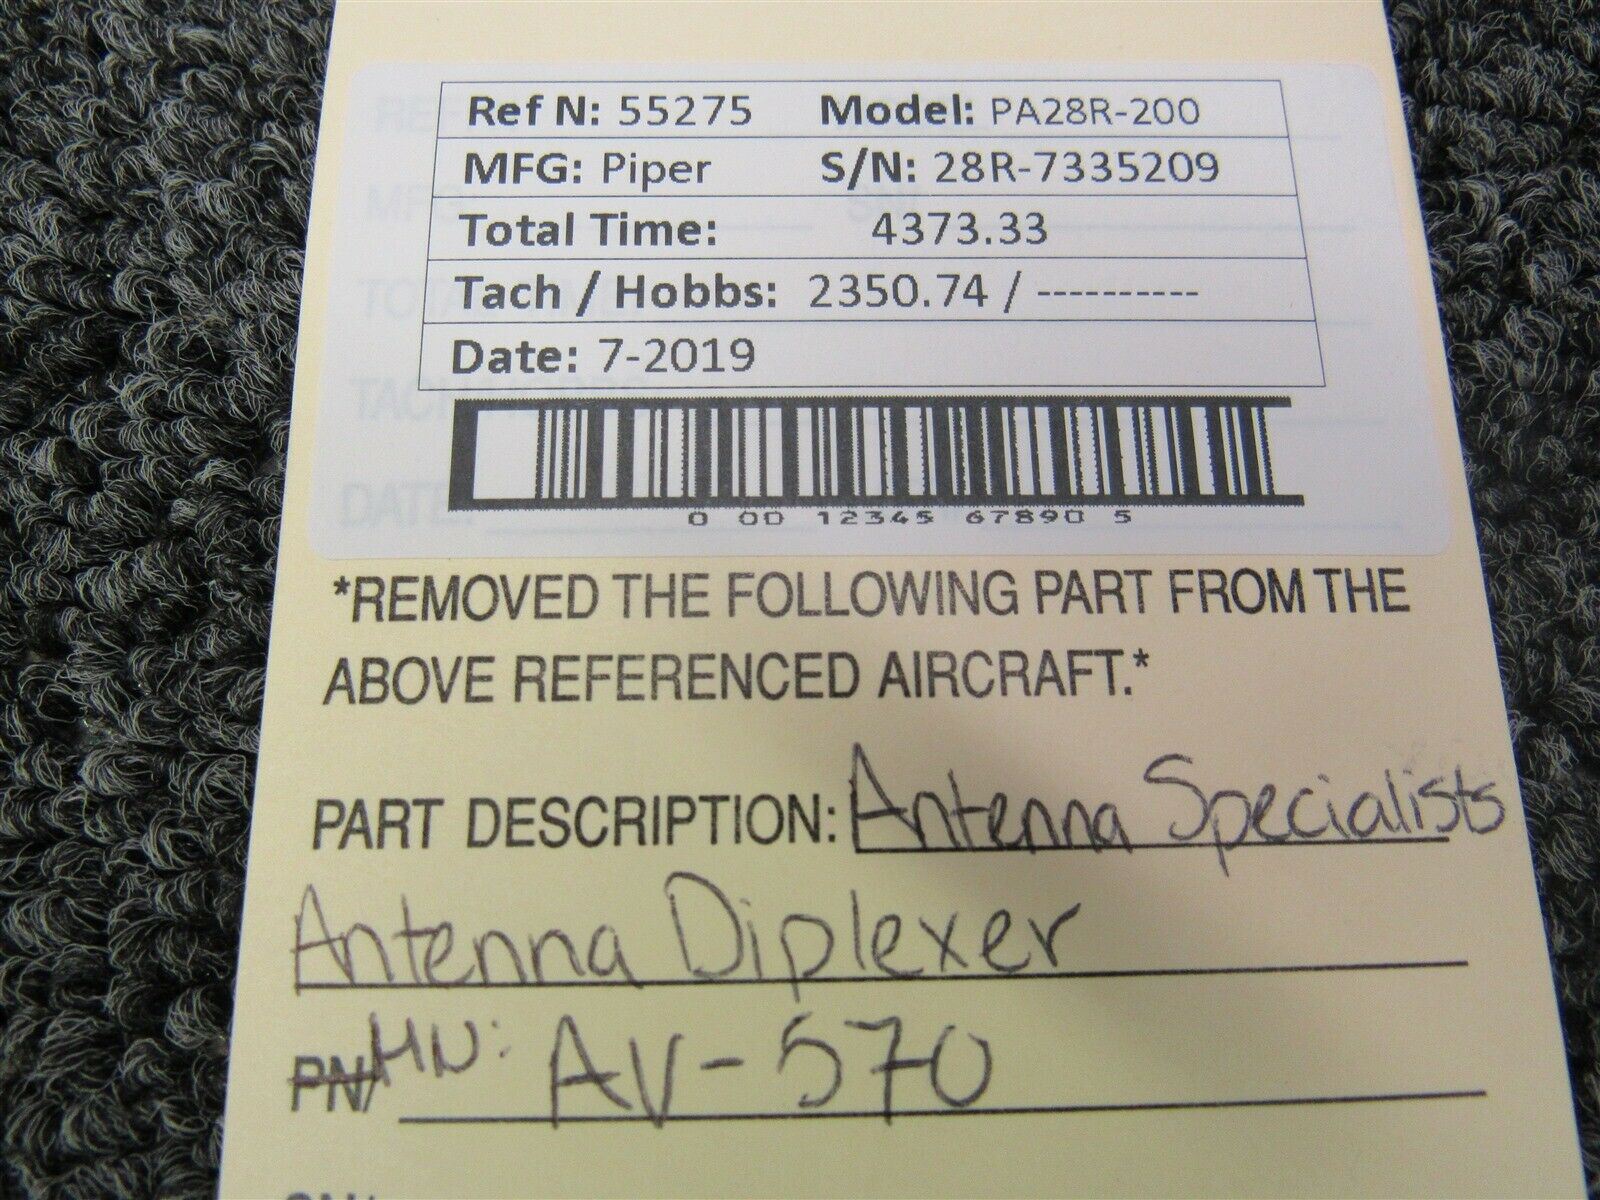 Ref N: 55275 Model: PA28R-200
MFG: Piper S/N: 28R-7335209
Total Time: 4373.33
Tach / Hobbs: 2350.74 / ----------
Date: 7-2019
0 00 12345 67890 5
*REMOVED THE FOLLOWING PART FROM THE
ABOVE REFERENCED AIRCRAFT.*
PART DESCRIPTION: Antenna Specialists
Antenna Diplexer
PN/ MN: AV-570